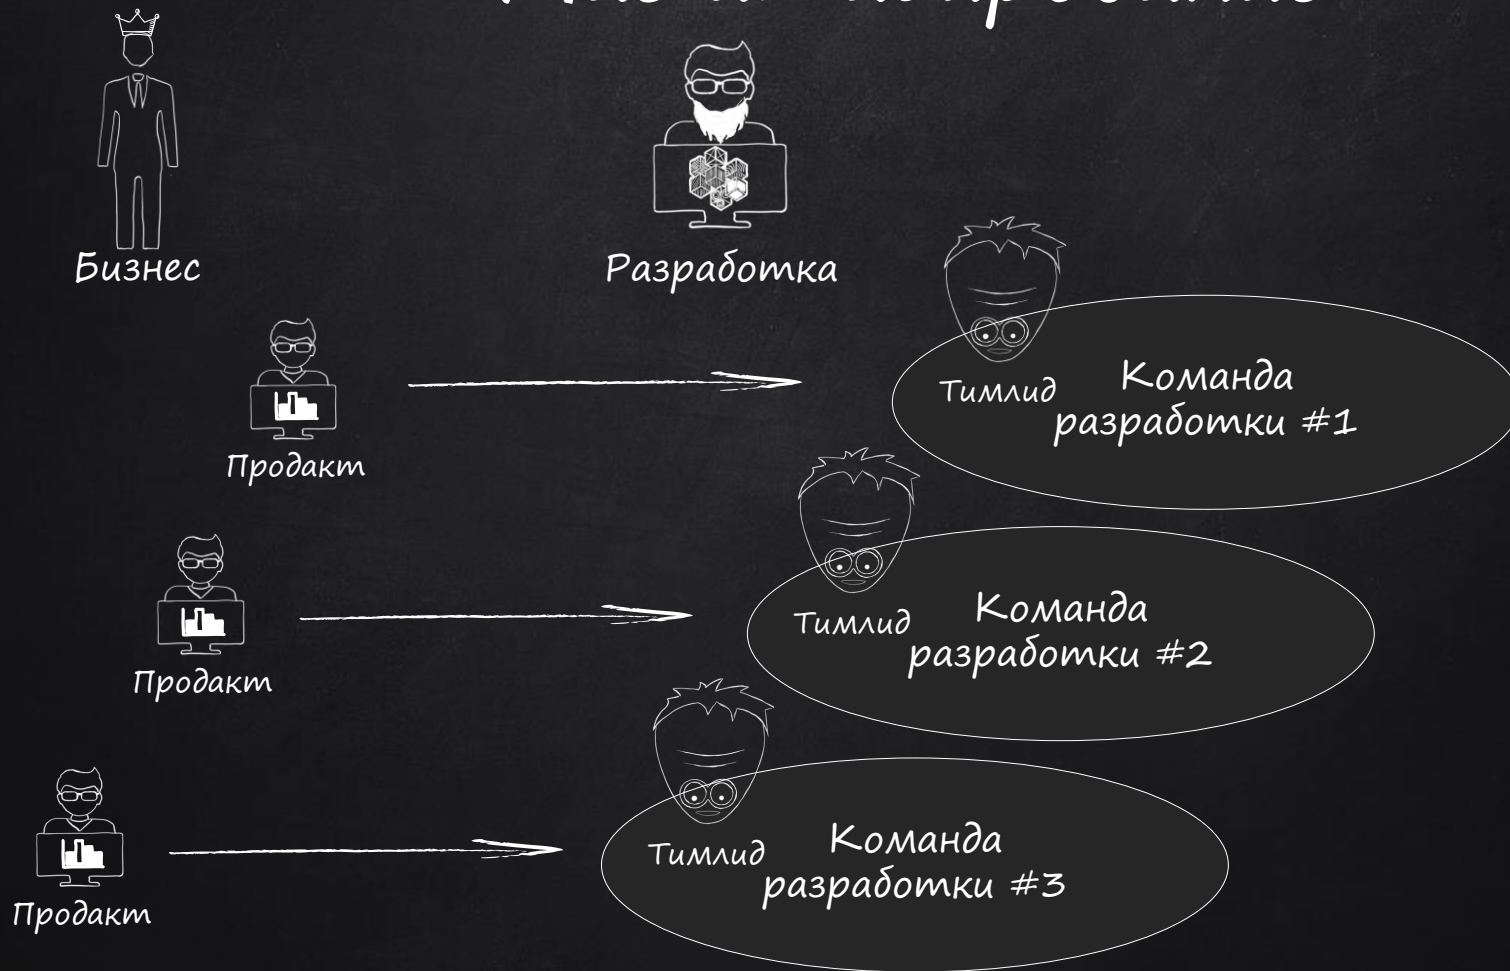 Бизнес
Разработка
Продакт
Тимлид
Команда
разработки #1
Продакт
Тимлид
Команда
разработки #2
Продакт
Тимлид
Команда
разработки #3